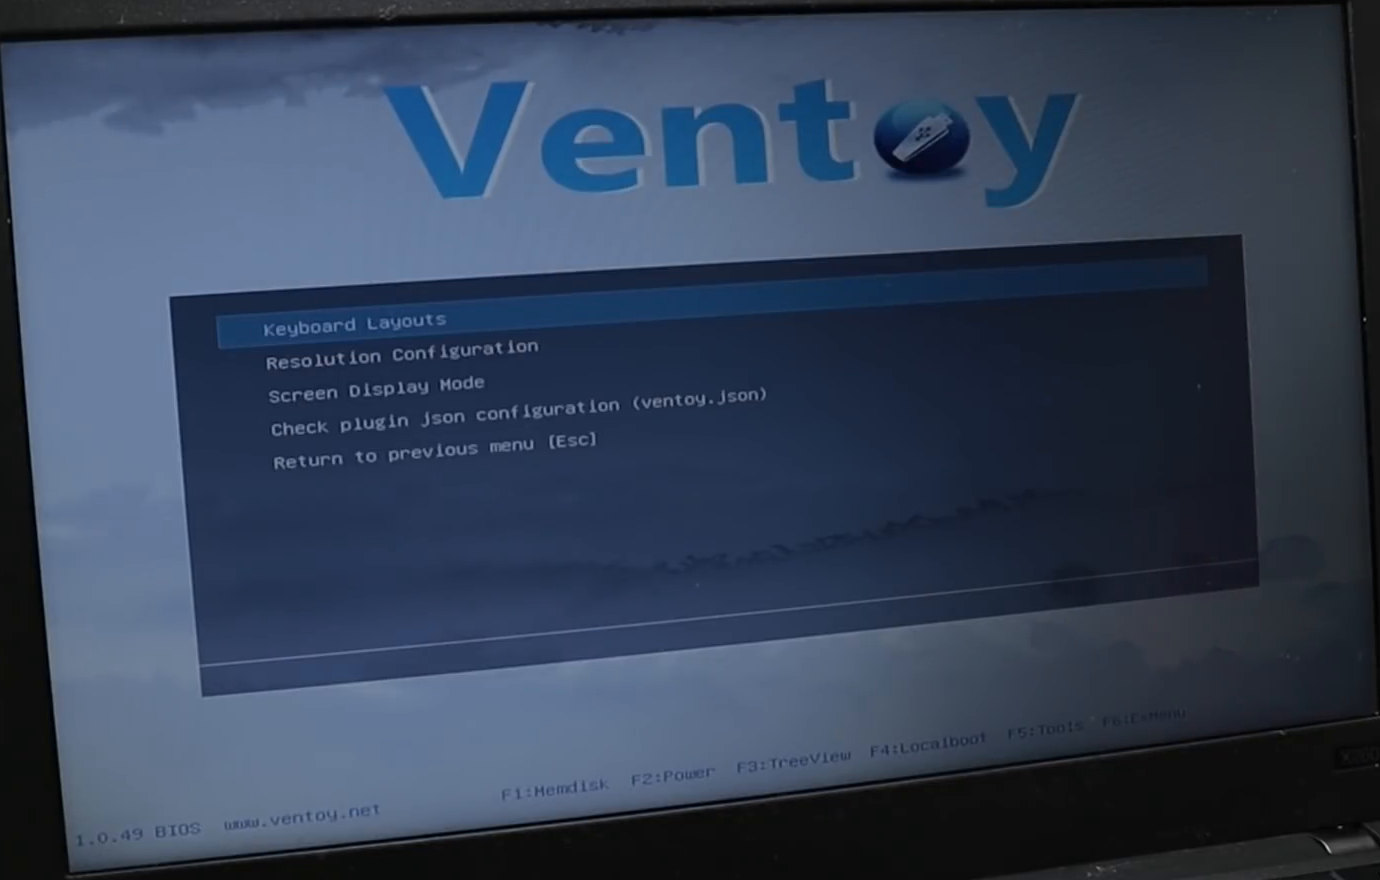 Ventoy
Keyboard Layouts
Resolution Configuration
Screen Display Mode
Check plugin json configuration (ventoy.json)
Return to previous menu [Esc]
F1:Memdisk F2:Power F3:TreeView F4:Localboot F5:Tools F6:ExMenu
1.0.49 BIOS www.ventoy.net